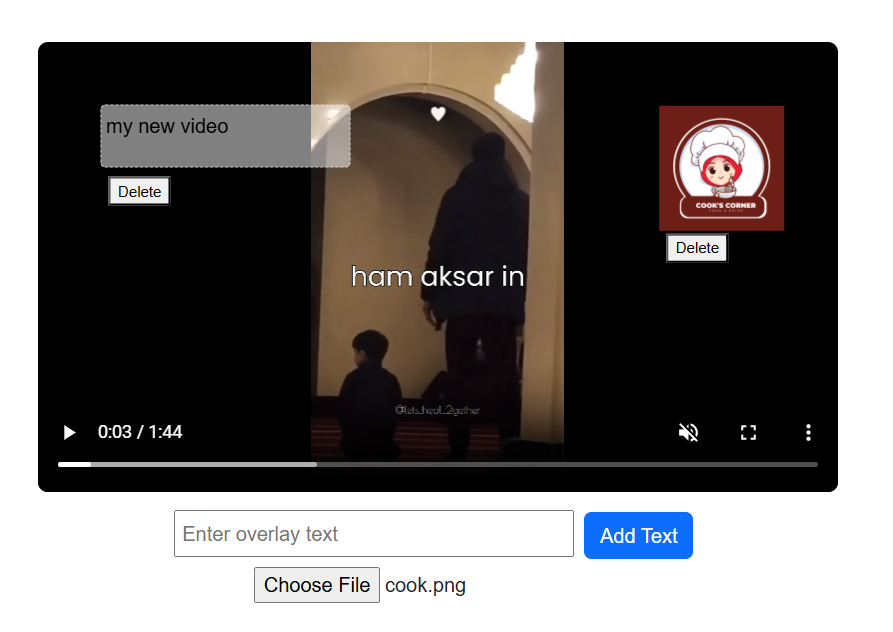 my new video
Delete
COOK'S CORNER
Delete
ham aksar in
@lets_heal_2gether
0:03 / 1:44
Enter overlay text
Add Text
Choose File cook.png